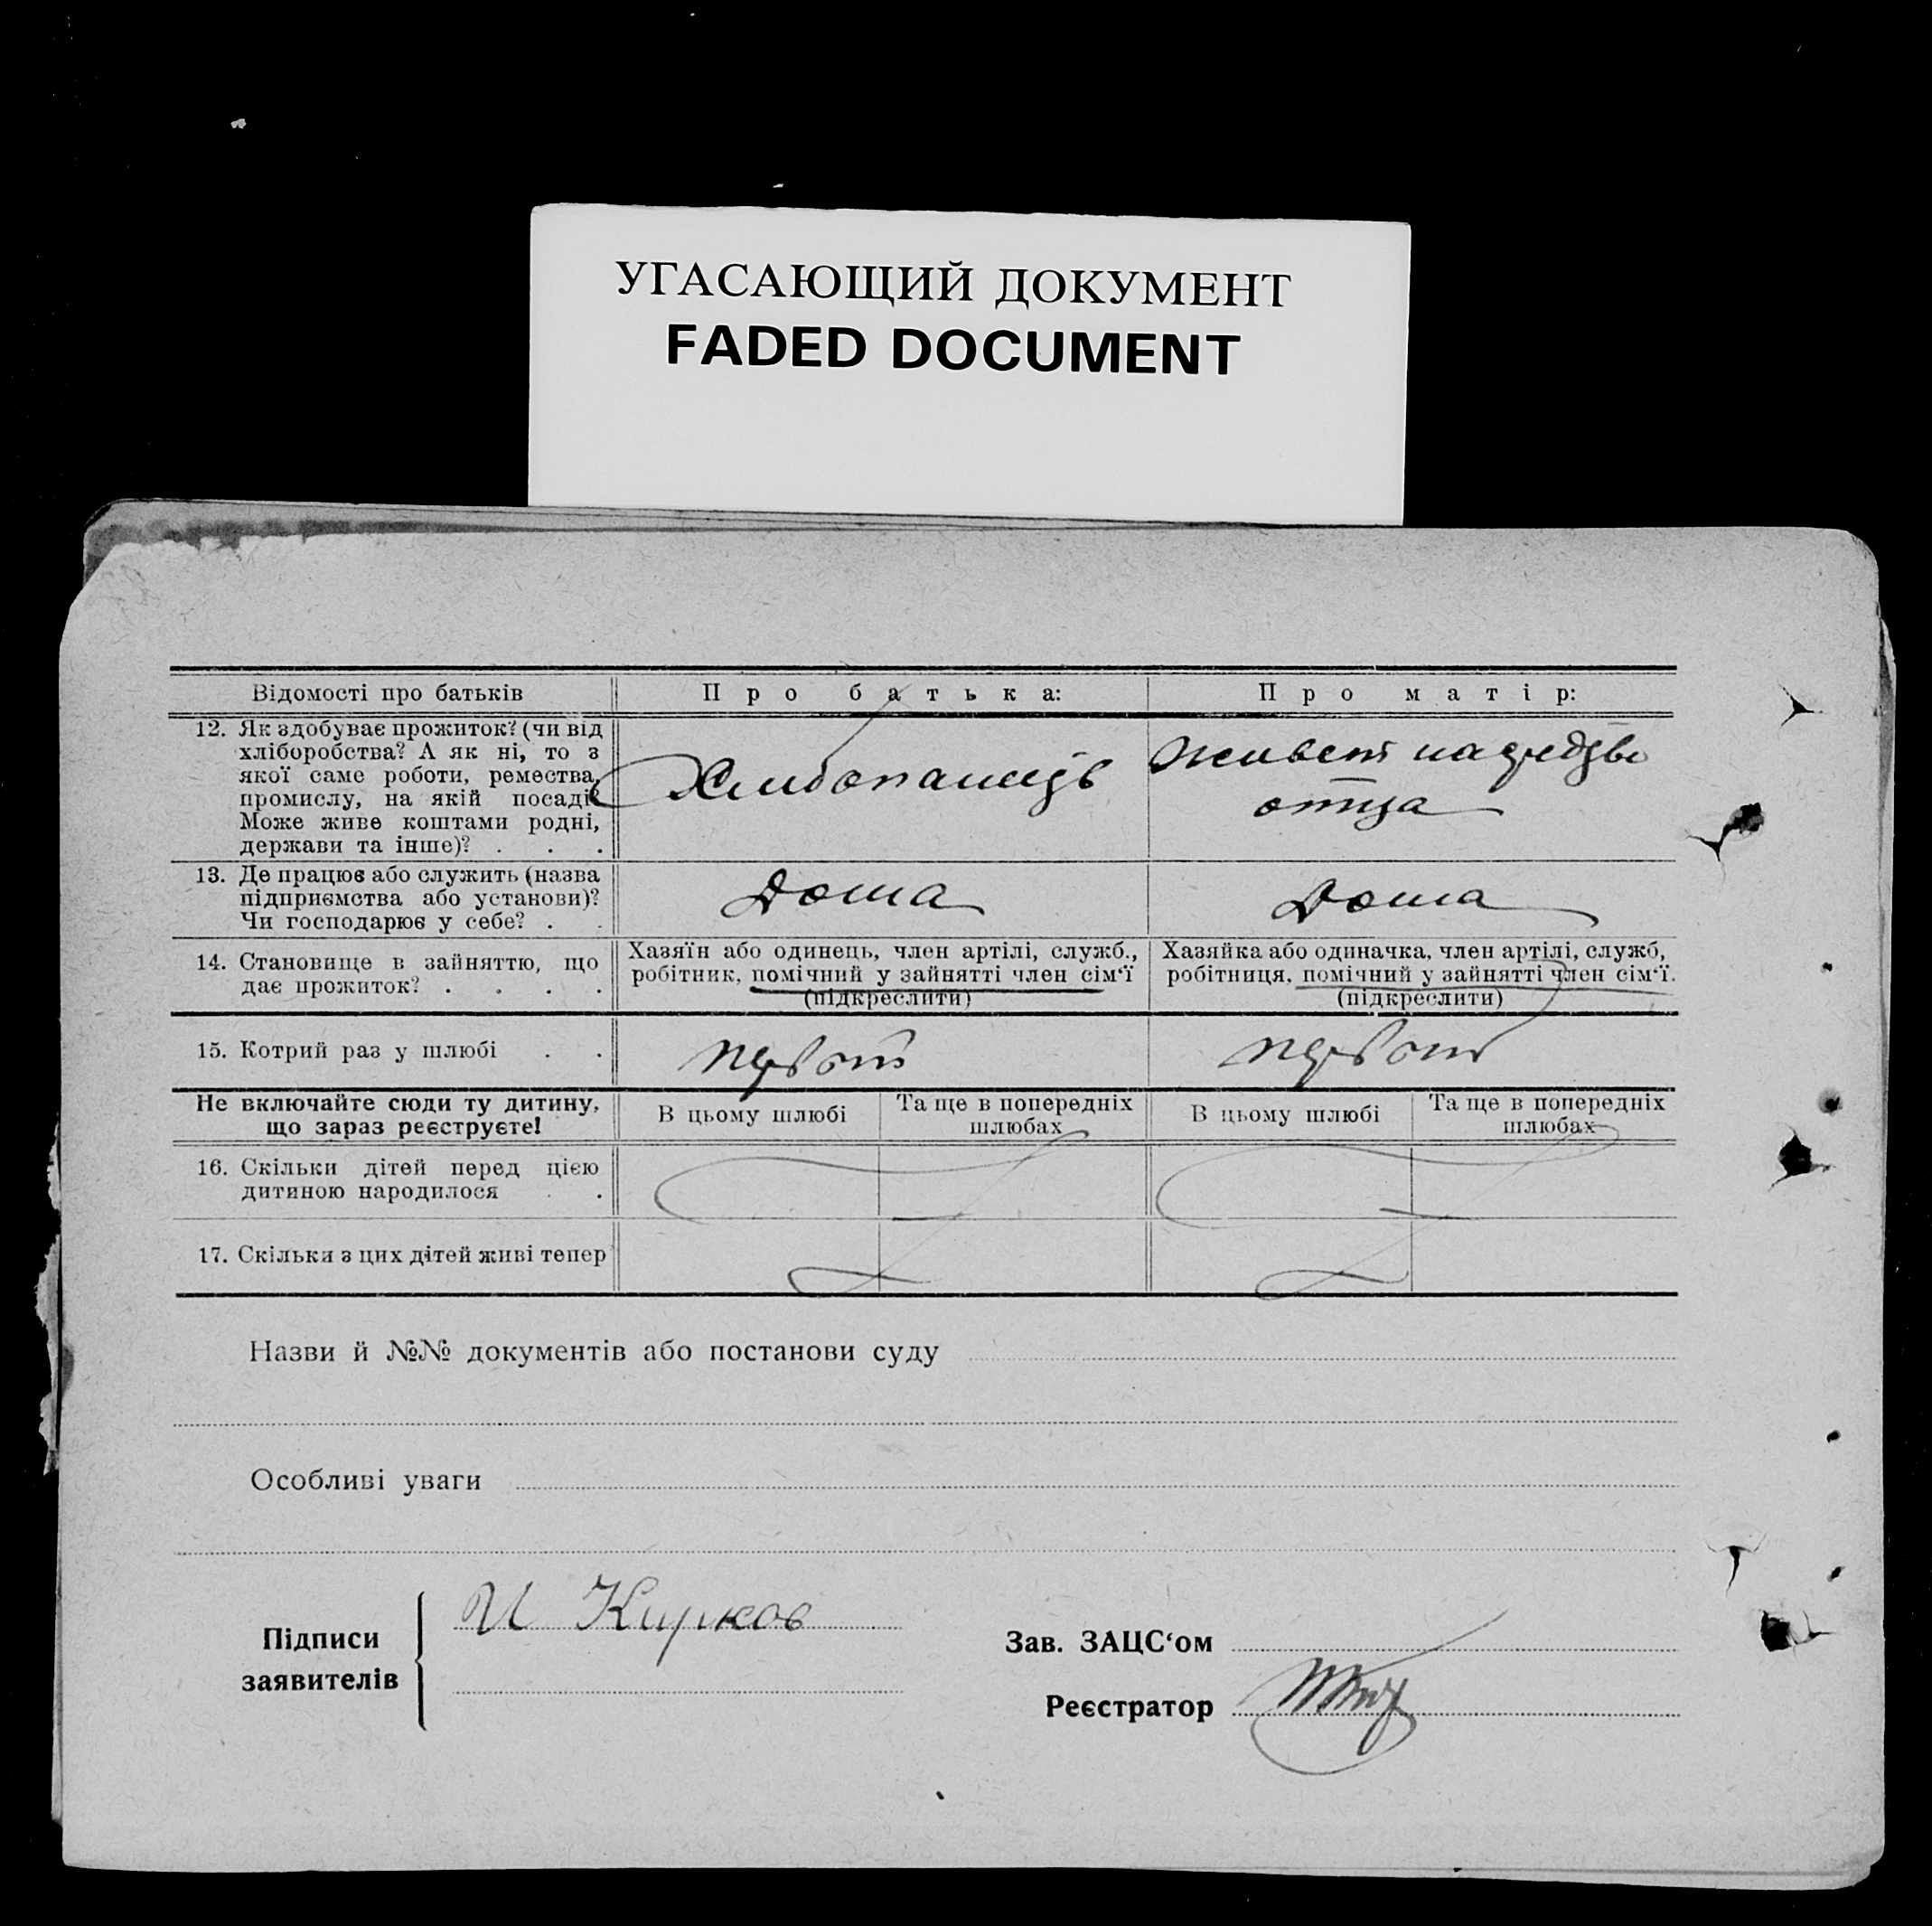 УГАСАЮЩИЙ ДОКУМЕНТ
FADED DOCUMENT
Відомості про батьків
Про батька:
Про матір:
12. Як здобуває прожиток? (чи від
хліборобства? А як ні, то з
якої саме роботи, ремества,
промислу, на якій посаді?
Може живе коштами родні,
держави та інше)? . . .
Живет на
отца
13. Де працює або служить (назва
підприємства або установи)?
Чи господарює у себе? . .
Дома
Дома
14. Становище в зайняттю, що
дає прожиток? . . . .
Хазяїн або одинець, член артілі, служб.,
робітник, помічний у зайнятті член сім'ї
(підкреслити)
Хазяйка або одиначка, член артілі, служб,
робітниця, помічний у зайнятті член сім'ї.
(підкреслити)
15. Котрий раз у шлюбі . .
Не включайте сюди ту дитину,
що зараз реєструєте!
В цьому шлюбі
Та ще в попередніх
шлюбах
В цьому шлюбі
Та ще в попередніх
шлюбах
16. Скільки дітей перед цією
дитиною народилося . .
17. Скільки з цих дітей живі тепер
Назви й №№ документів або постанови суду
Особливі уваги
Підписи
заявителів
И Курков
Зав. ЗАЦС'ом
Реєстратор